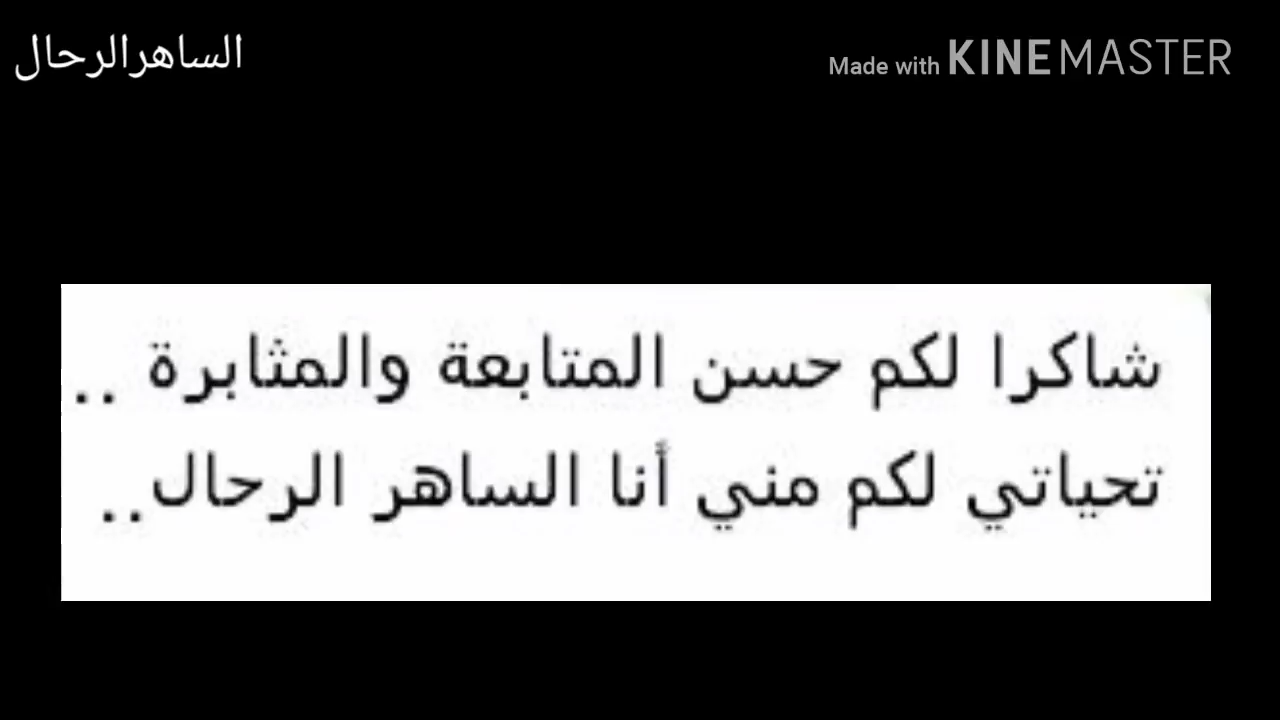 الساهرالرحال
Made with KINEMASTER
شاكرا لكم حسن المتابعة والمثابرة ..
تحياتي لكم مني أنا الساهر الرحال..